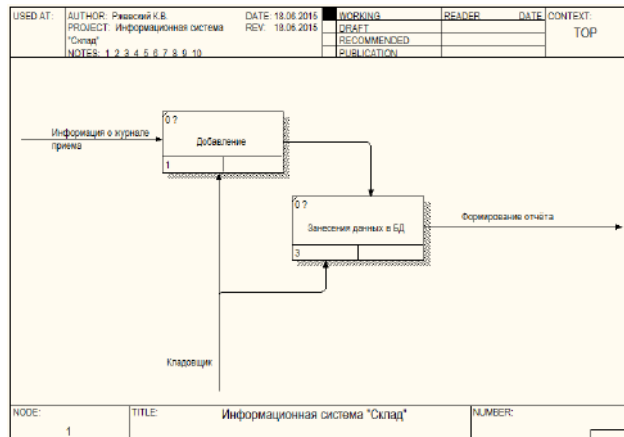 USED AT:
AUTHOR: Ржевский К.В.
DATE: 18.06.2015
PROJECT: Информационная система
REV: 18.06.2015
"Склад"
NOTES: 1 2 3 4 5 6 7 8 9 10
WORKING
DRAFT
RECOMMENDED
PUBLICATION
READER
DATE
CONTEXT:
TOP
Информация о журнале
приема
0 ?
Добавление
1
0 ?
Занесения данных в БД
3
Формирование отчёта
Кладовщик
NODE:
1
TITLE:
Информационная система "Склад"
NUMBER: